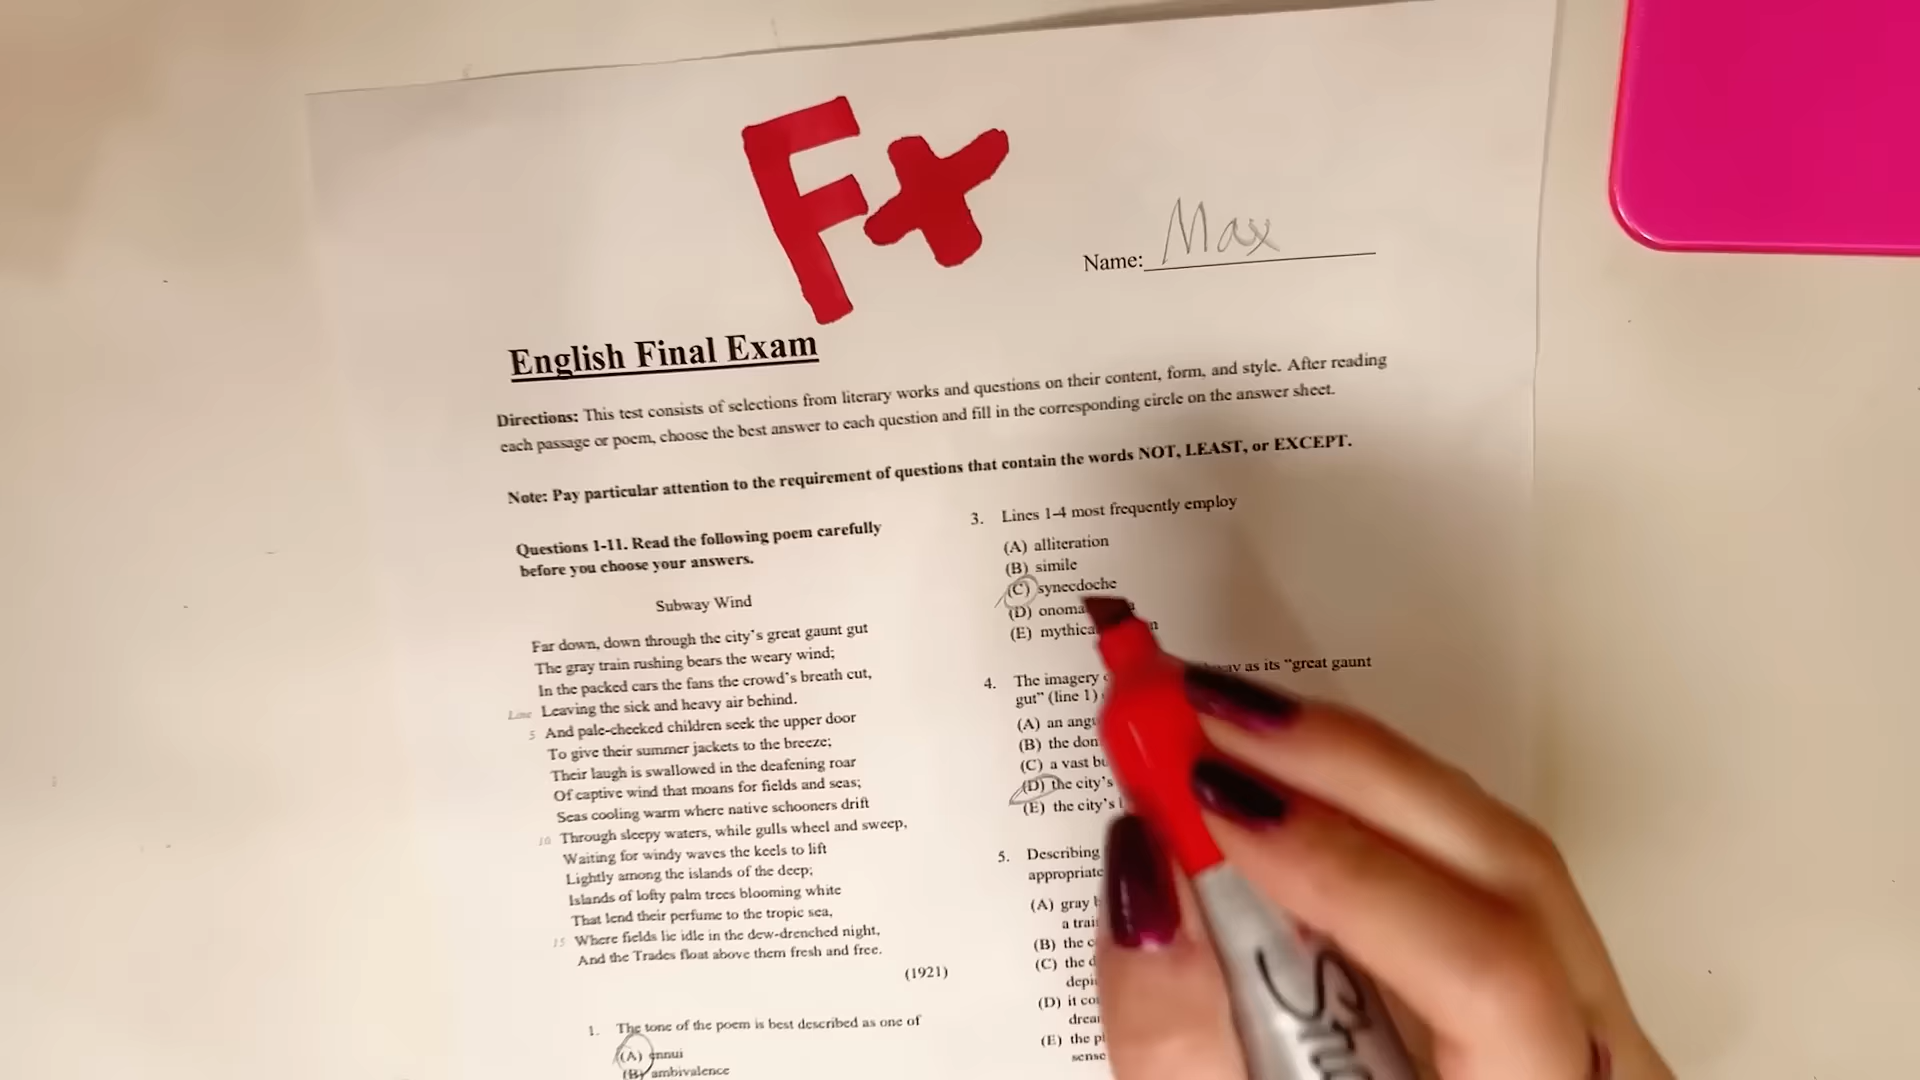 F+
Name: Max
English Final Exam
Directions: This test consists of selections from literary works and questions on their content, form, and style. After reading
each passage or poem, choose the best answer to each question and fill in the corresponding circle on the answer sheet.
Note: Pay particular attention to the requirement of questions that contain the words NOT, LEAST, or EXCEPT.
Questions 1-11. Read the following poem carefully
before you choose your answers.
Subway Wind
Far down, down through the city's great gaunt gut
The gray train rushing bears the weary wind;
In the packed cars the fans the crowd's breath cut,
Line Leaving the sick and heavy air behind.
5 And pale-cheeked children seek the upper door
To give their summer jackets to the breeze;
Their laugh is swallowed in the deafening roar
Of captive wind that moans for fields and seas;
Seas cooling warm where native schooners drift
10 Through sleepy waters, while gulls wheel and sweep,
Waiting for windy waves the keels to lift
Lightly among the islands of the deep;
Islands of lofty palm trees blooming white
That lend their perfume to the tropic sea,
15 Where fields lie idle in the dew-drenched night,
And the Trades float above them fresh and free.
(1921)
1. The tone of the poem is best described as one of
(A) ennui
(B) ambivalence
3. Lines 1-4 most frequently employ
(A) alliteration
(B) simile
(C) synecdoche
(D)
(E)
4. The imagery as its "great gaunt
gut" (line 1)
(A) an
(B) the
(C) a vast
(D) the city's
(E) the city's
5. Describing
appropriate
(A) gray
a
(B) the
(C) the
(D) it
(E) the
sense